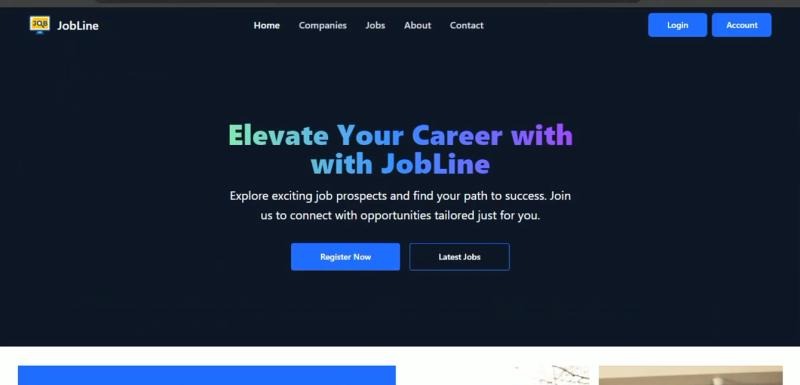 JOB
JobLine
Home Companies Jobs About Contact
Login Account
Elevate Your Career with
with JobLine
Explore exciting job prospects and find your path to success. Join
us to connect with opportunities tailored just for you.
Register Now Latest Jobs